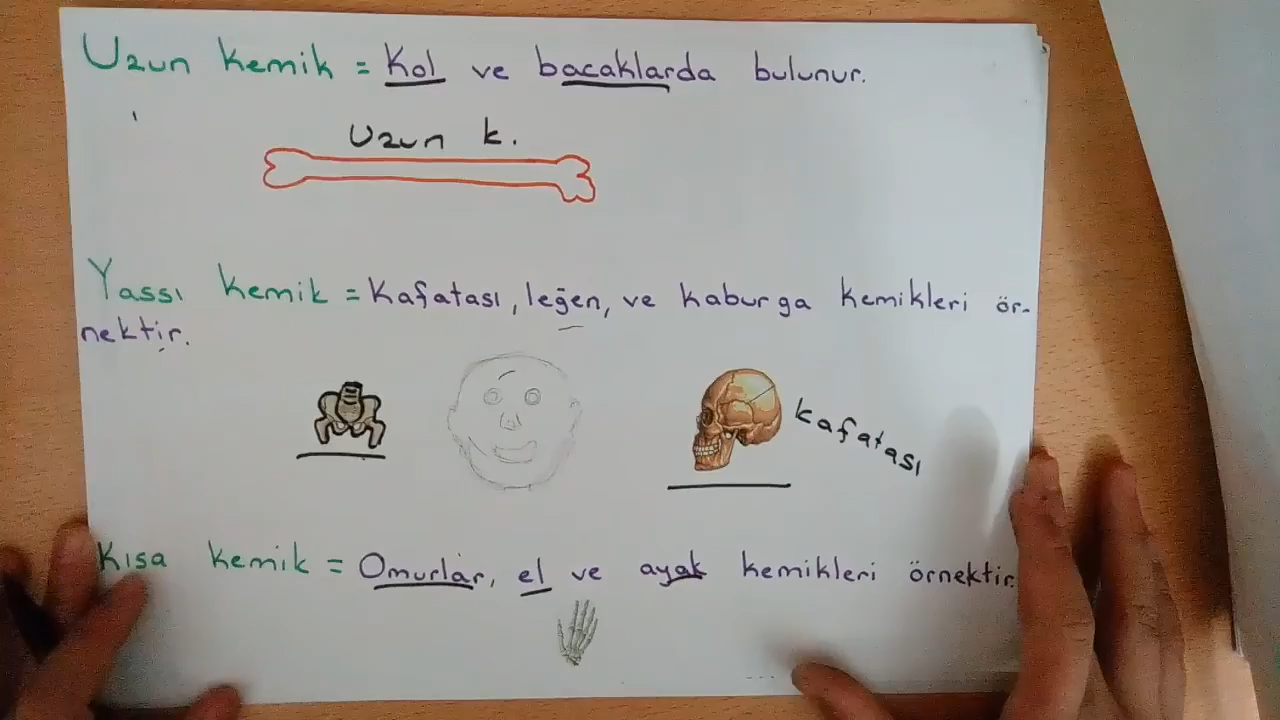 Uzun kemik = Kol ve bacaklarda bulunur.
Uzun k.
Yassı kemik = Kafatası, leğen, ve kaburga kemikleri ör-
nektir.
kafatası
Kısa kemik = Omurlar, el ve ayak kemikleri örnektir.